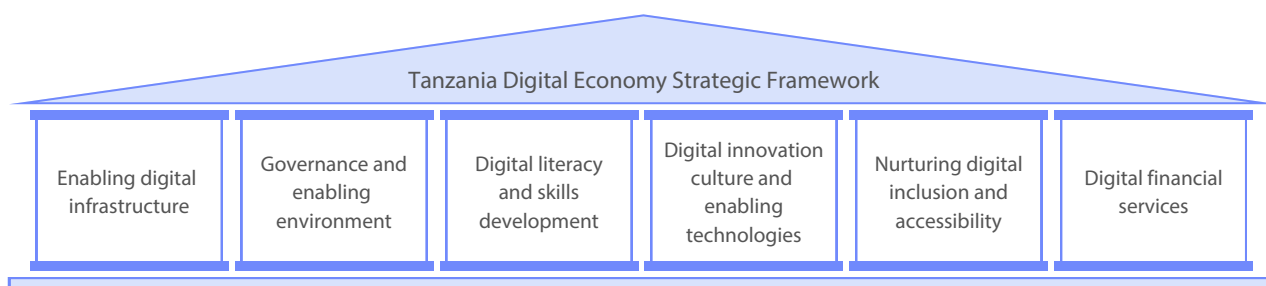 Tanzania Digital Economy Strategic Framework
Enabling digital
infrastructure
Governance and
enabling
environment
Digital literacy
and skills
development
Digital innovation
culture and
enabling
technologies
Nurturing digital
inclusion and
accessibility
Digital financial
services